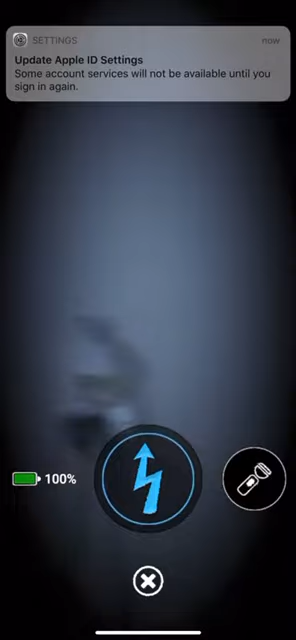 SETTINGS
now
Update Apple ID Settings
Some account services will not be available until you
sign in again.
100%